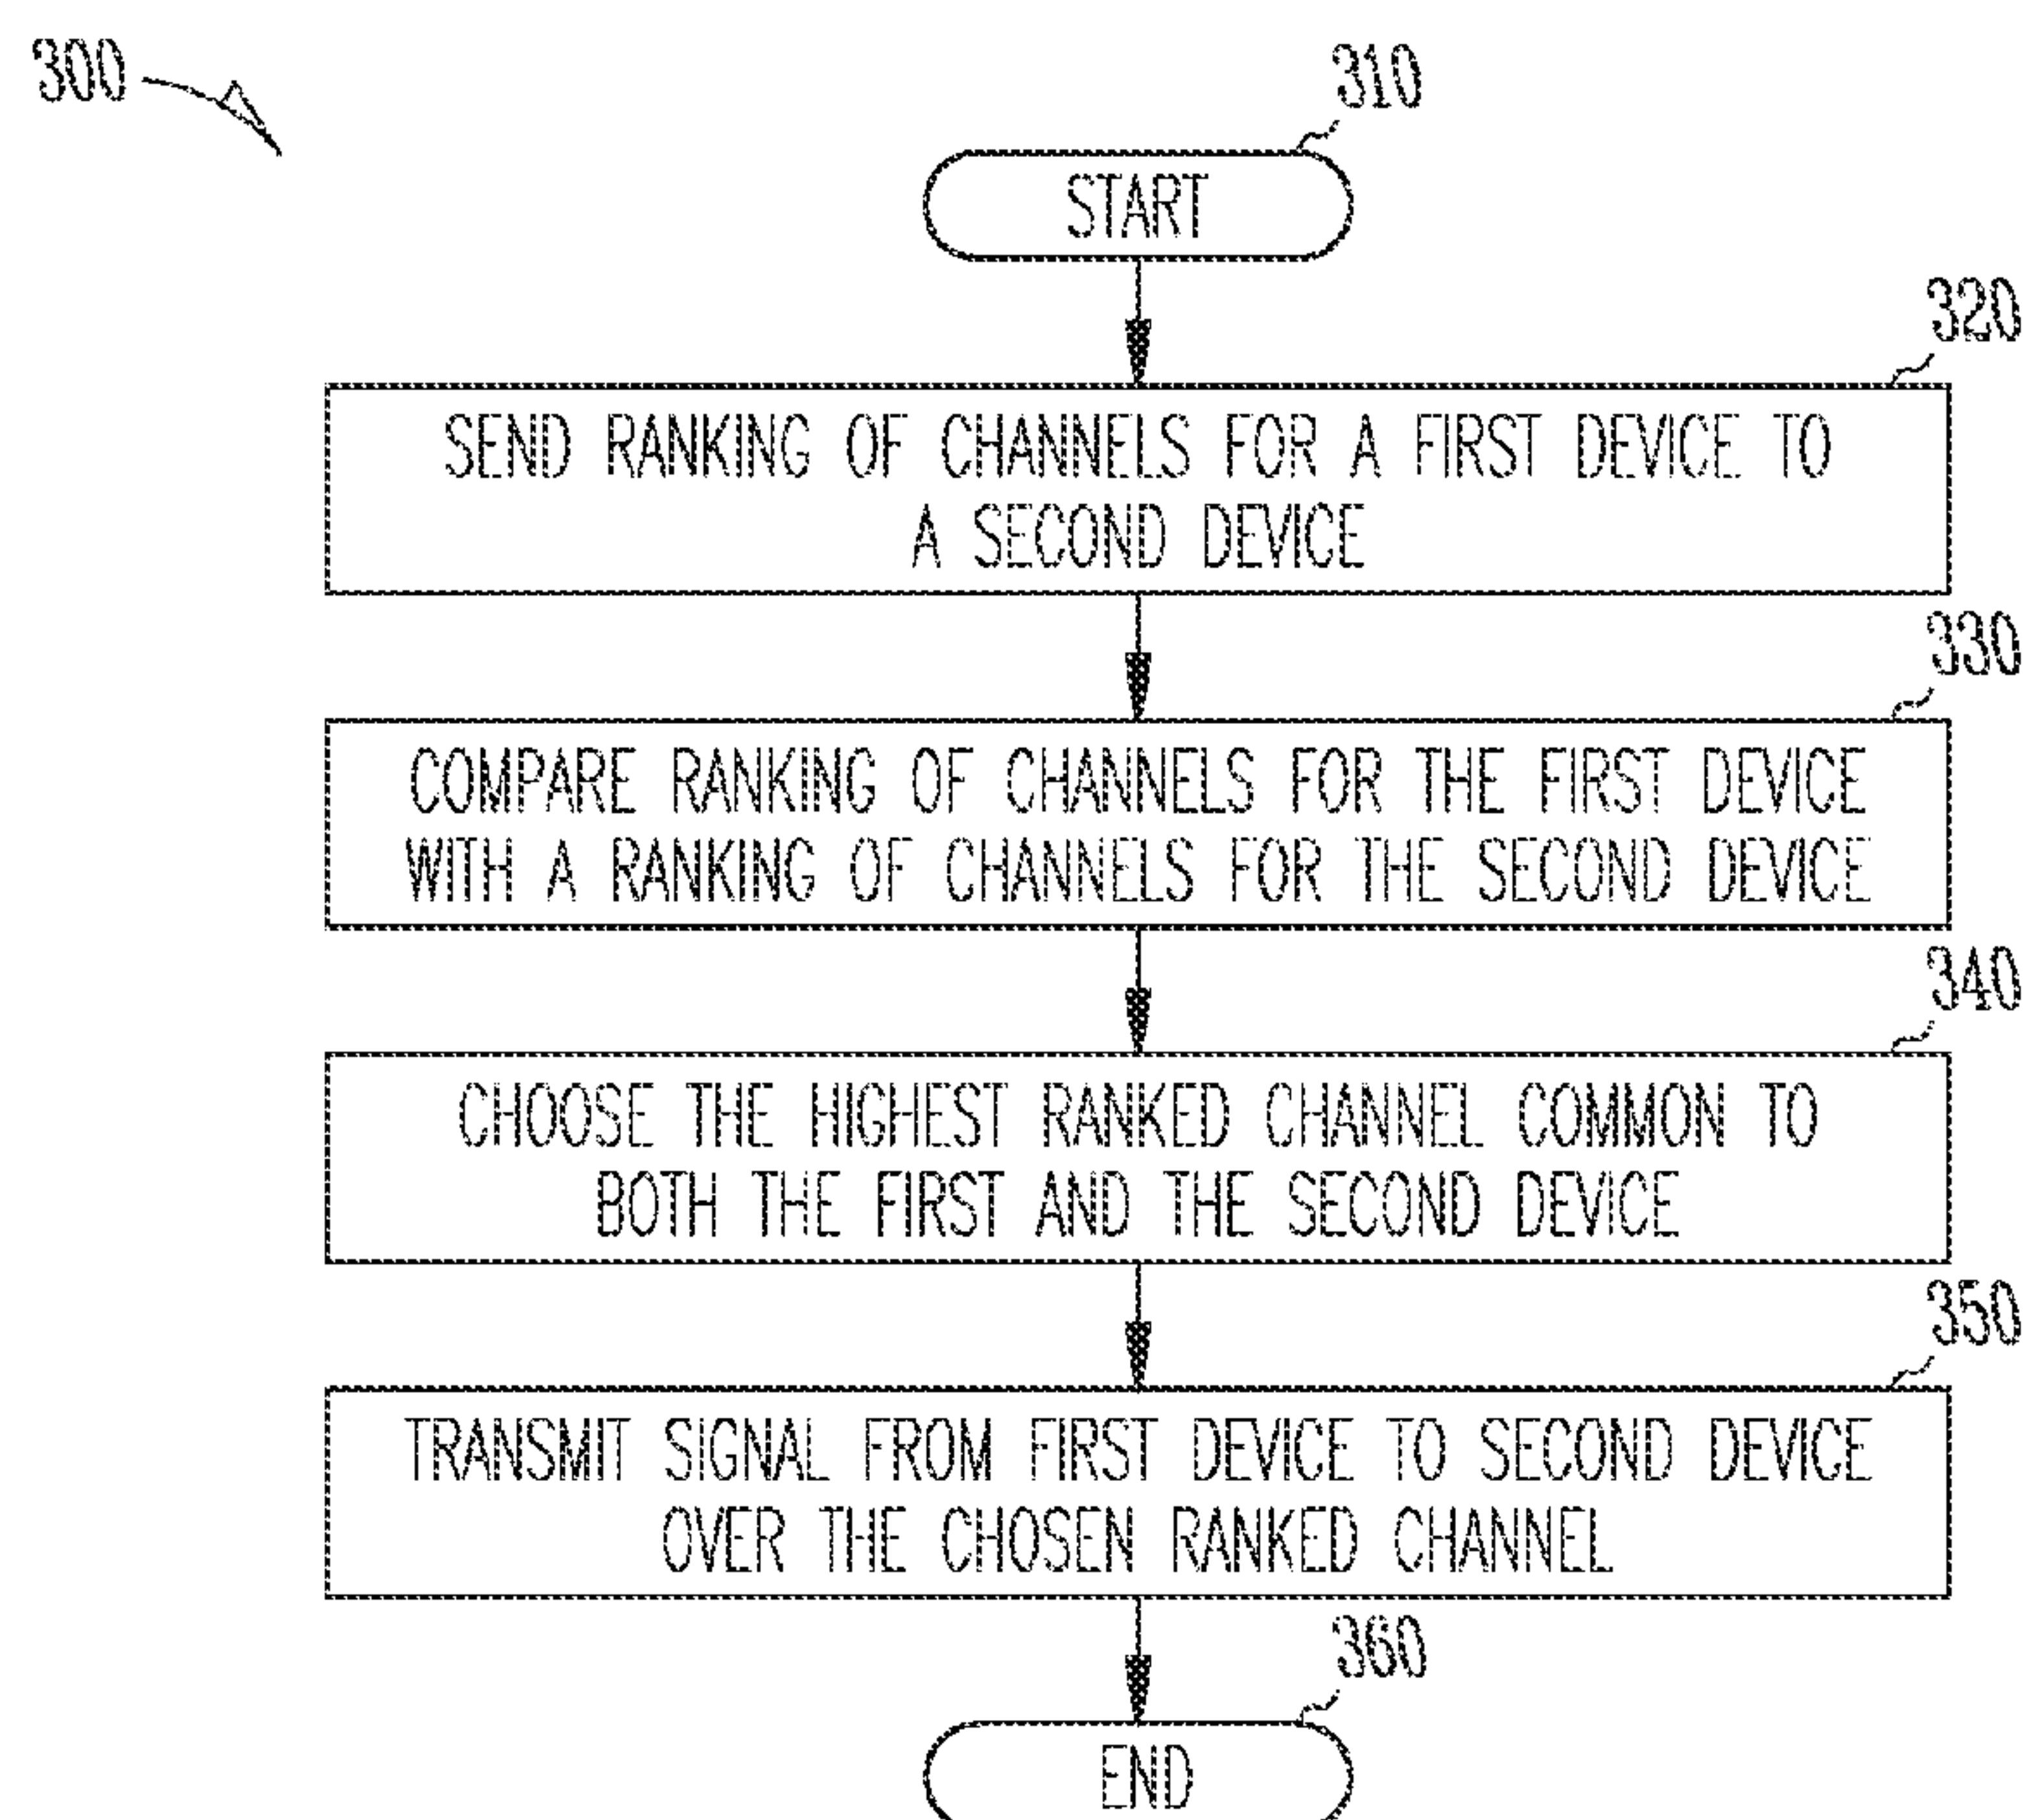 300
310
START
320
SEND RANKING OF CHANNELS FOR A FIRST DEVICE TO
A SECOND DEVICE
330
COMPARE RANKING OF CHANNELS FOR THE FIRST DEVICE
WITH A RANKING OF CHANNELS FOR THE SECOND DEVICE
340
CHOOSE THE HIGHEST RANKED CHANNEL COMMON TO
BOTH THE FIRST AND THE SECOND DEVICE
350
TRANSMIT SIGNAL FROM FIRST DEVICE TO SECOND DEVICE
OVER THE CHOSEN RANKED CHANNEL
360
END